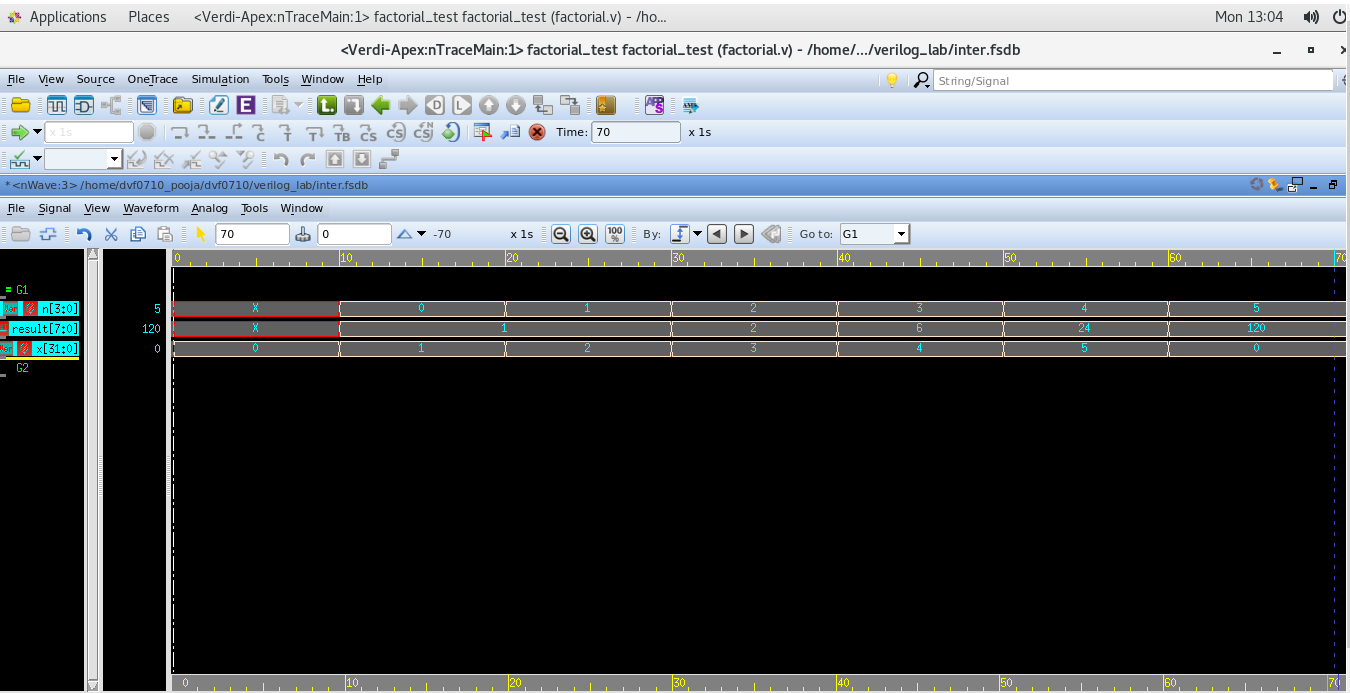 Applications Places <Verdi-Apex:nTraceMain:1> factorial_test factorial_test (factorial.v) - /ho... Mon 13:04
<Verdi-Apex:nTraceMain:1> factorial_test factorial_test (factorial.v) - /home/.../verilog_lab/inter.fsdb
File View Source OneTrace Simulation Tools Window Help String/Signal
x 1s Time: 70 x 1s
*<nWave:3> /home/dvf0710_pooja/dvf0710/verilog_lab/inter.fsdb
File Signal View Waveform Analog Tools Window
70 0 -70 x 1s 100 % By: Go to: G1
0 10 20 30 40 50 60 70
= G1
n[3:0] 5 X 0 1 2 3 4 5
result[7:0] 120 X 1 2 6 24 120
x[31:0] 0 0 1 2 3 4 5 0
G2
0 10 20 30 40 50 60 70